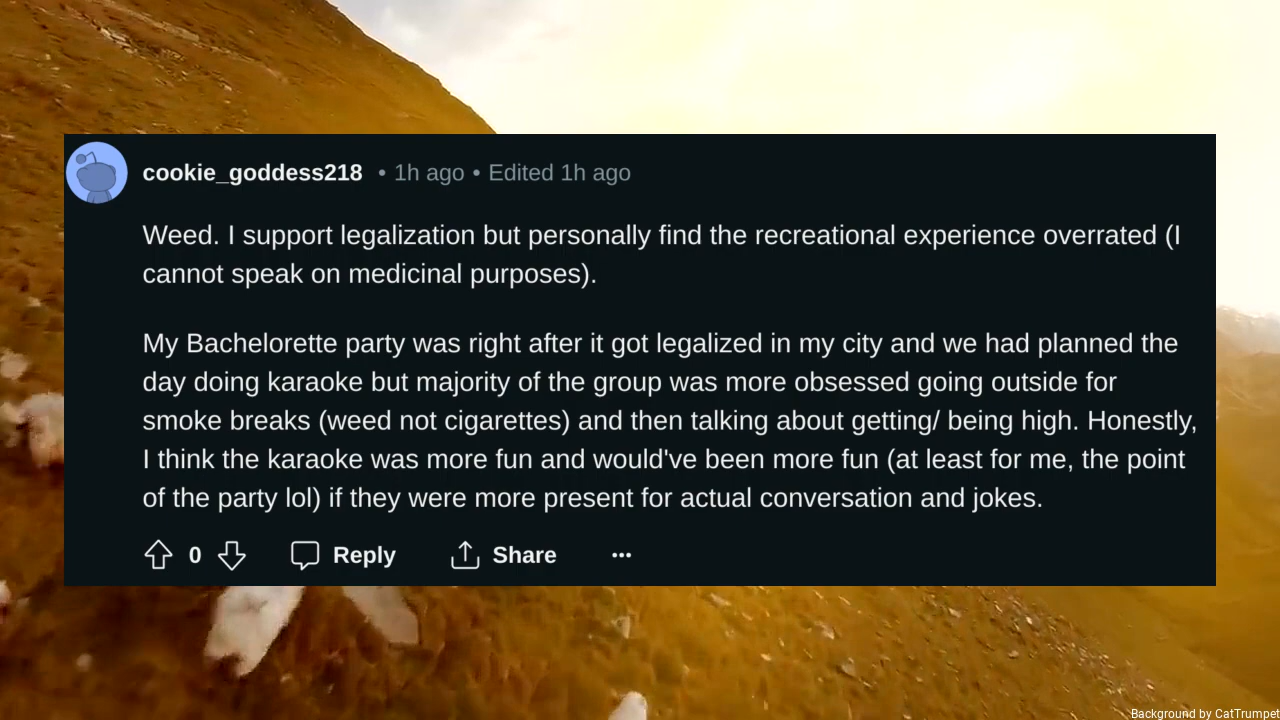 cookie_goddess218 • 1h ago • Edited 1h ago
Weed. I support legalization but personally find the recreational experience overrated (I
cannot speak on medicinal purposes).
My Bachelorette party was right after it got legalized in my city and we had planned the
day doing karaoke but majority of the group was more obsessed going outside for
smoke breaks (weed not cigarettes) and then talking about getting/ being high. Honestly,
I think the karaoke was more fun and would've been more fun (at least for me, the point
of the party lol) if they were more present for actual conversation and jokes.
0 Reply Share ···
Background by CatTrumpet